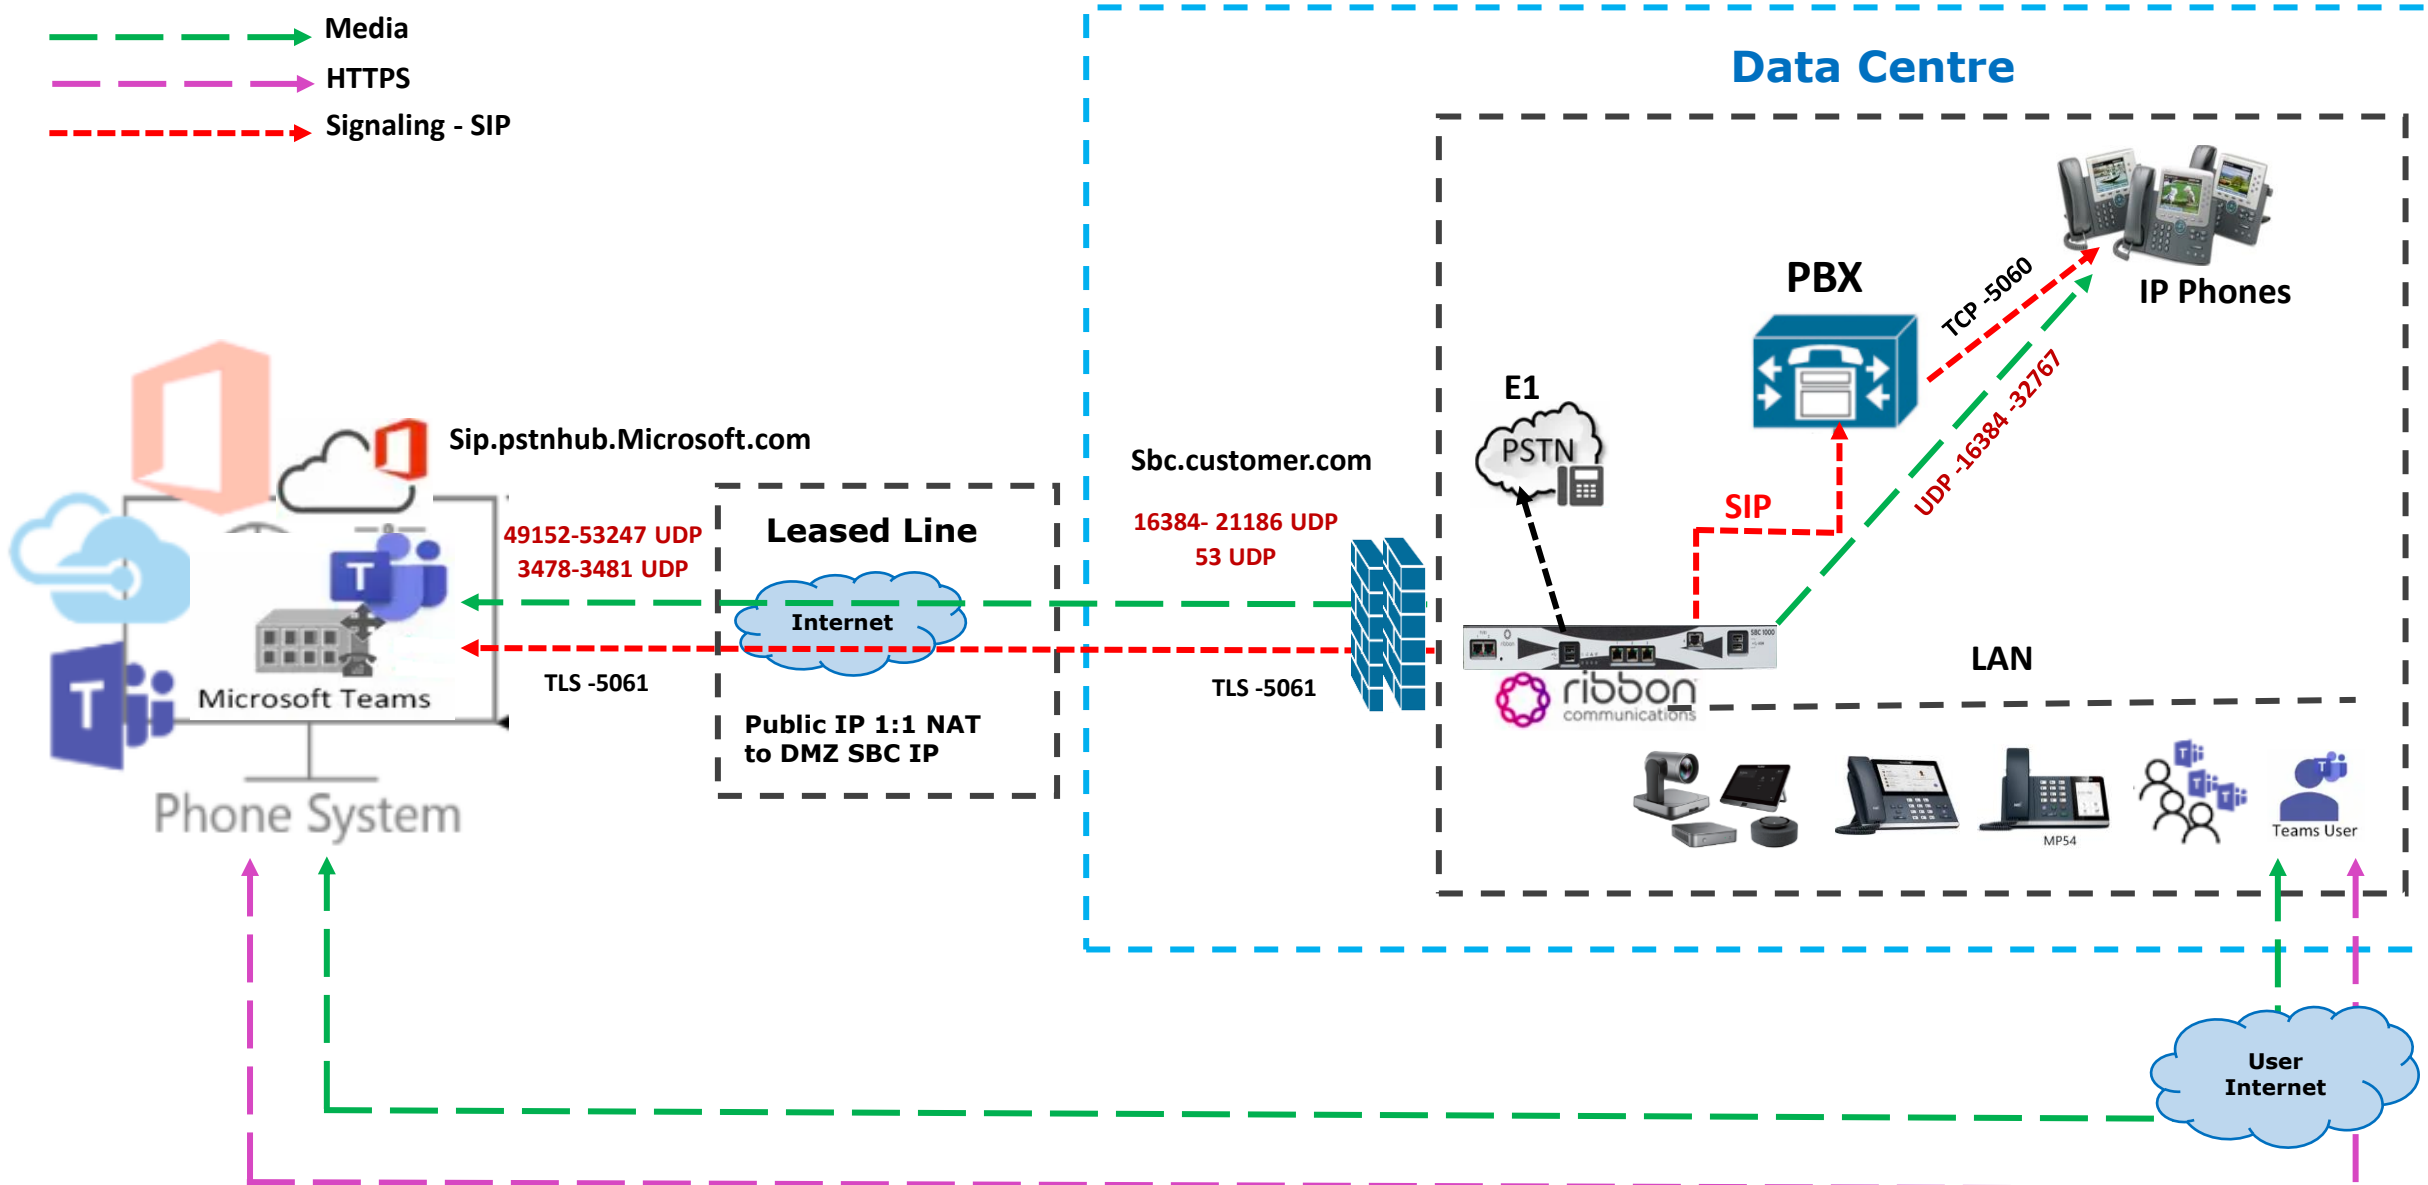 Media
HTTPS
Signaling - SIP
Data Centre
IP Phones
PBX
TCP -5060
UDP -16384 -32767
E1
PSTN
SIP
Sip.pstnhub.Microsoft.com
Sbc.customer.com
49152-53247 UDP
3478-3481 UDP
Leased Line
16384- 21186 UDP
53 UDP
Internet
TLS -5061
TLS -5061
Public IP 1:1 NAT
to DMZ SBC IP
Microsoft Teams
Phone System
SBC 1000
ribbon
communications
LAN
MP54
Teams User
User
Internet